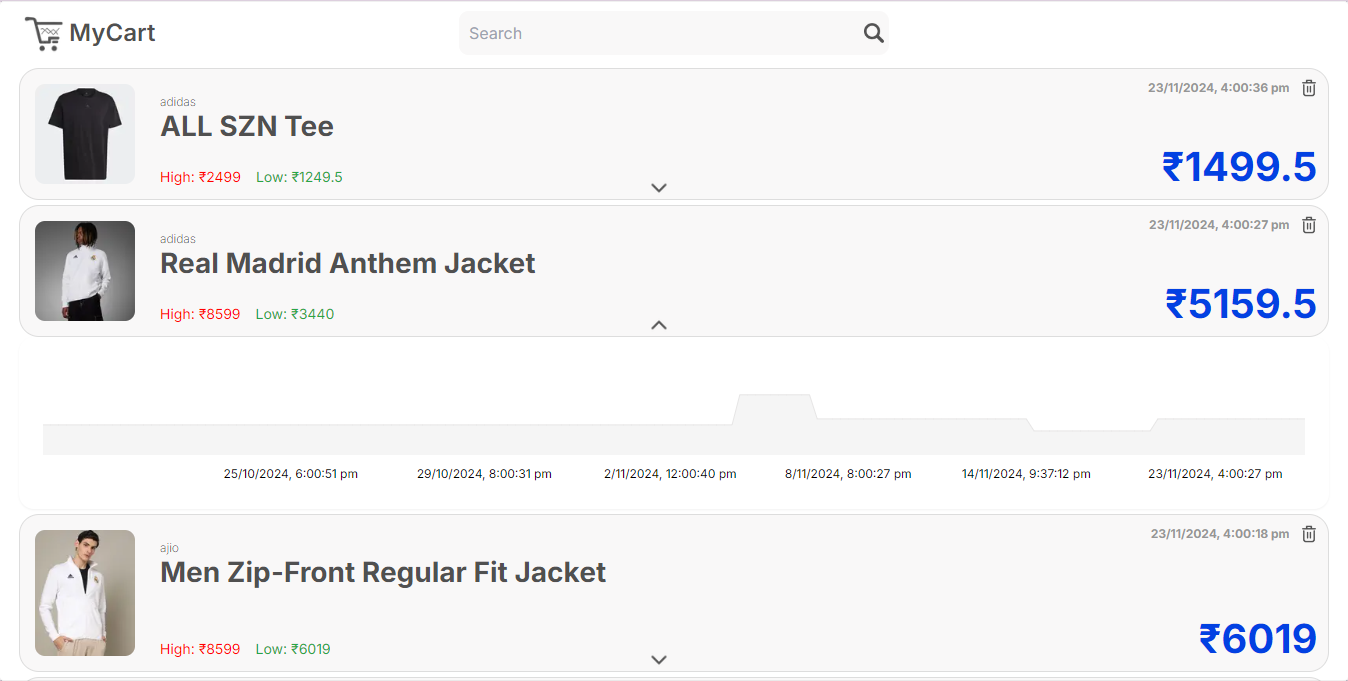 MyCart
Search
23/11/2024, 4:00:36 pm
adidas
ALL SZN Tee
High: ₹2499 Low: ₹1249.5
₹1499.5
23/11/2024, 4:00:27 pm
adidas
Real Madrid Anthem Jacket
High: ₹8599 Low: ₹3440
₹5159.5
25/10/2024, 6:00:51 pm 29/10/2024, 8:00:31 pm 2/11/2024, 12:00:40 pm 8/11/2024, 8:00:27 pm 14/11/2024, 9:37:12 pm 23/11/2024, 4:00:27 pm
23/11/2024, 4:00:18 pm
ajio
Men Zip-Front Regular Fit Jacket
High: ₹8599 Low: ₹6019
₹6019